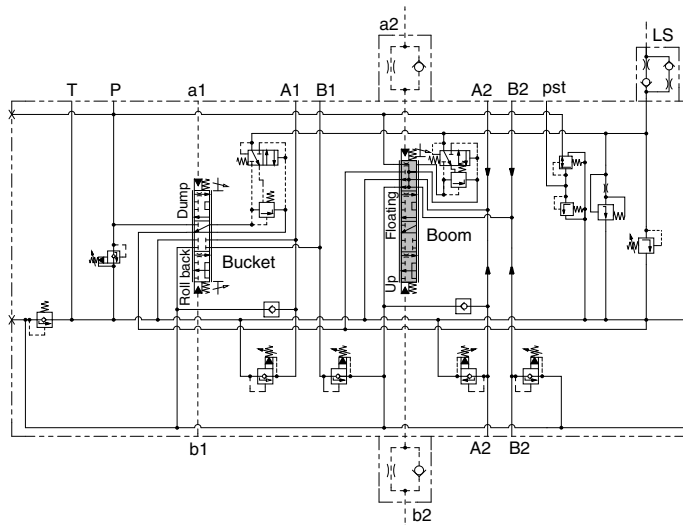 a2
LS
T
P
a1
A1
B1
A2
B2
pst
Dump
Floating
Bucket
Boom
Roll back
Up
b1
A2
B2
b2